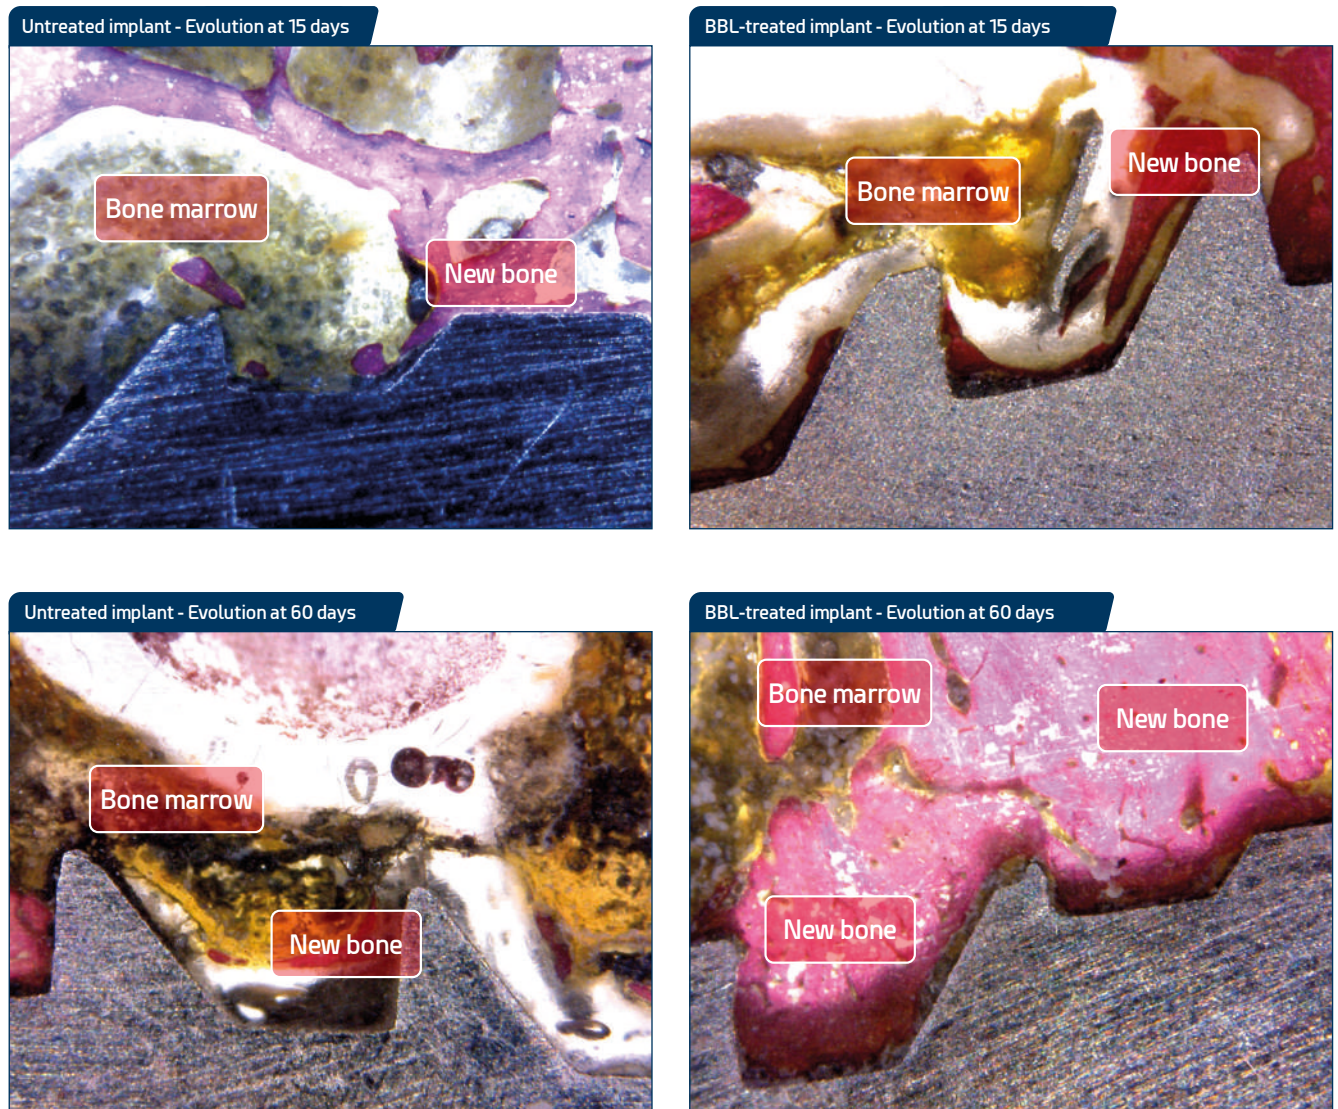 Untreated implant - Evolution at 15 days
Bone marrow
New bone
BBL-treated implant - Evolution at 15 days
Bone marrow
New bone
Untreated implant - Evolution at 60 days
Bone marrow
New bone
BBL-treated implant - Evolution at 60 days
Bone marrow
New bone
New bone